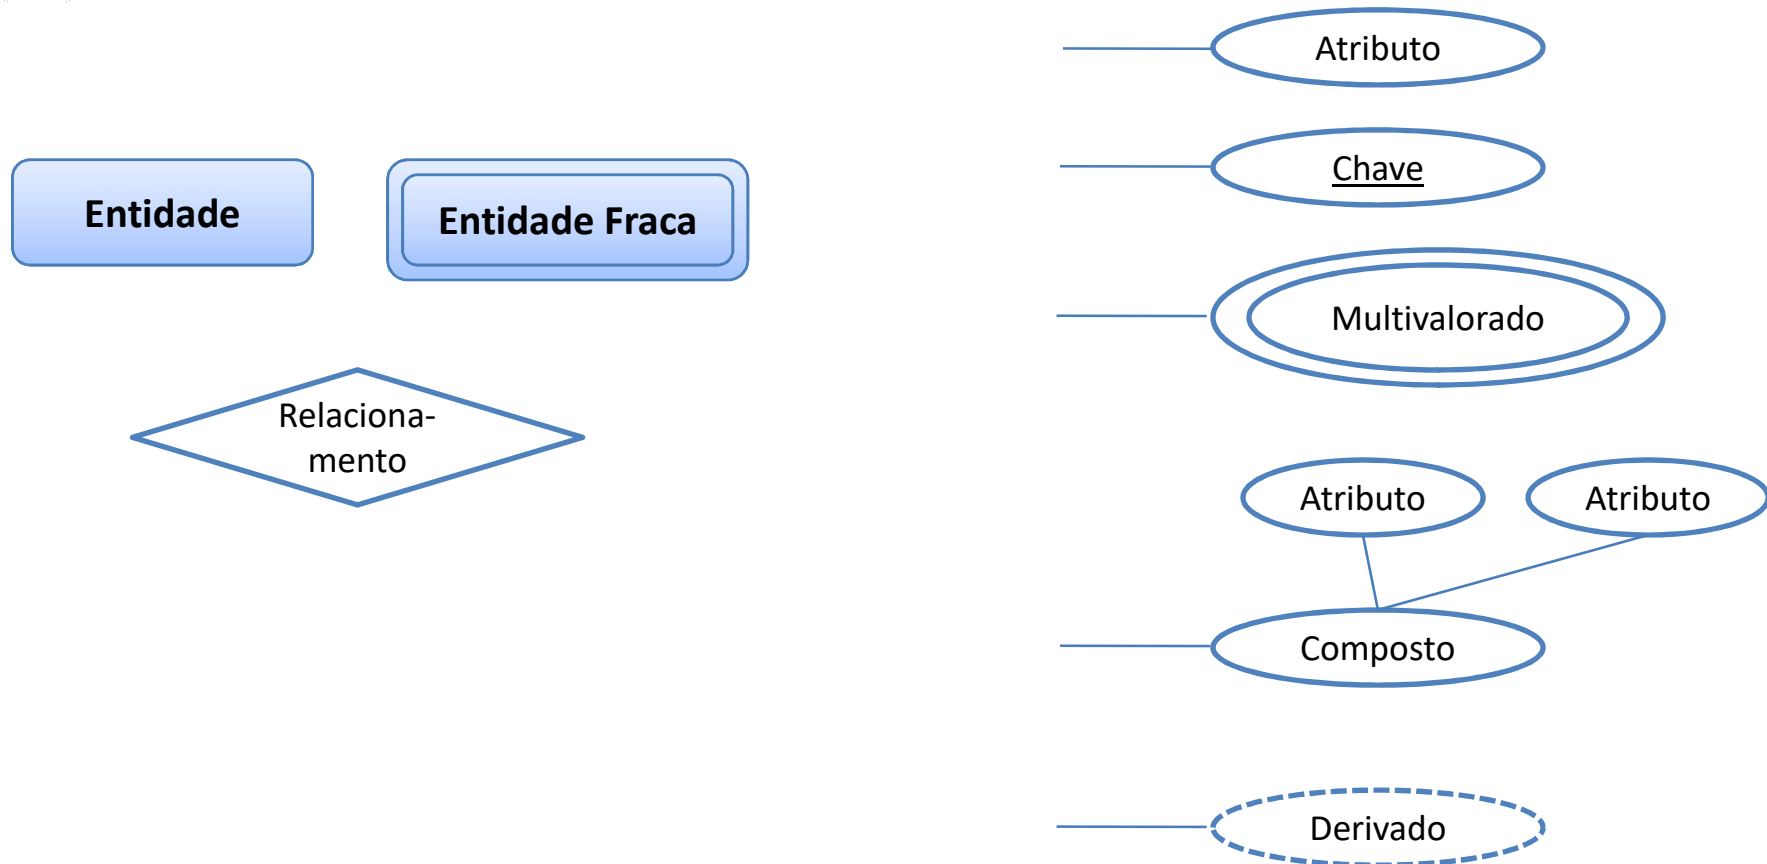 Atributo
Chave
Entidade
Entidade Fraca
Multivalorado
Relaciona-
mento
Atributo
Atributo
Composto
Derivado